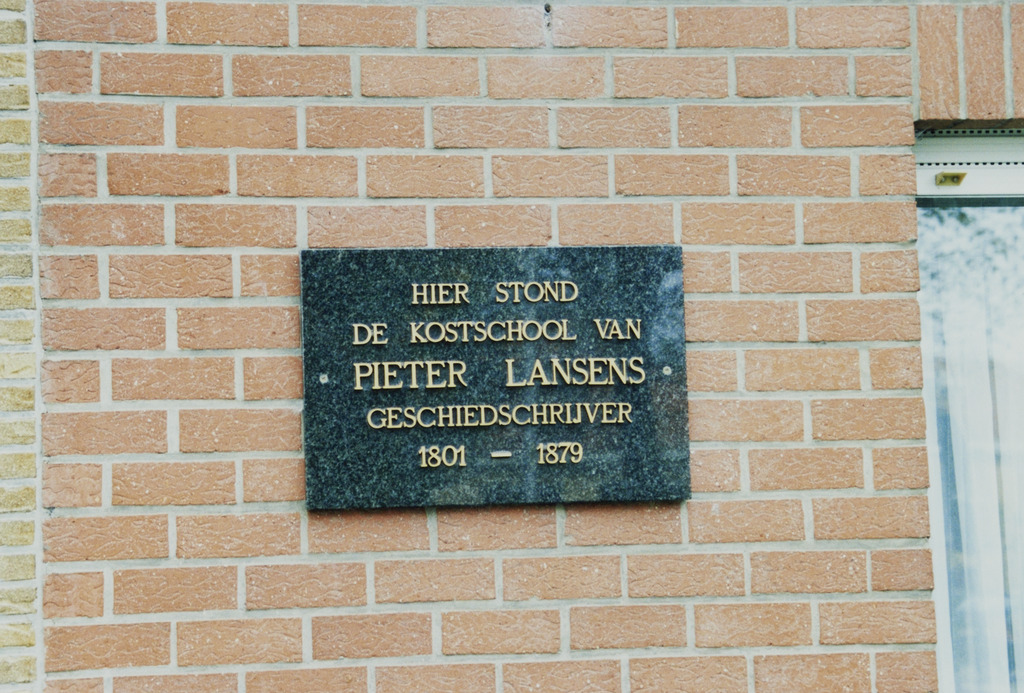 HIER STOND
DE KOSTSCHOOL VAN
PIETER LANSENS
GESCHIEDSCHRIJVER
1801 – 1879